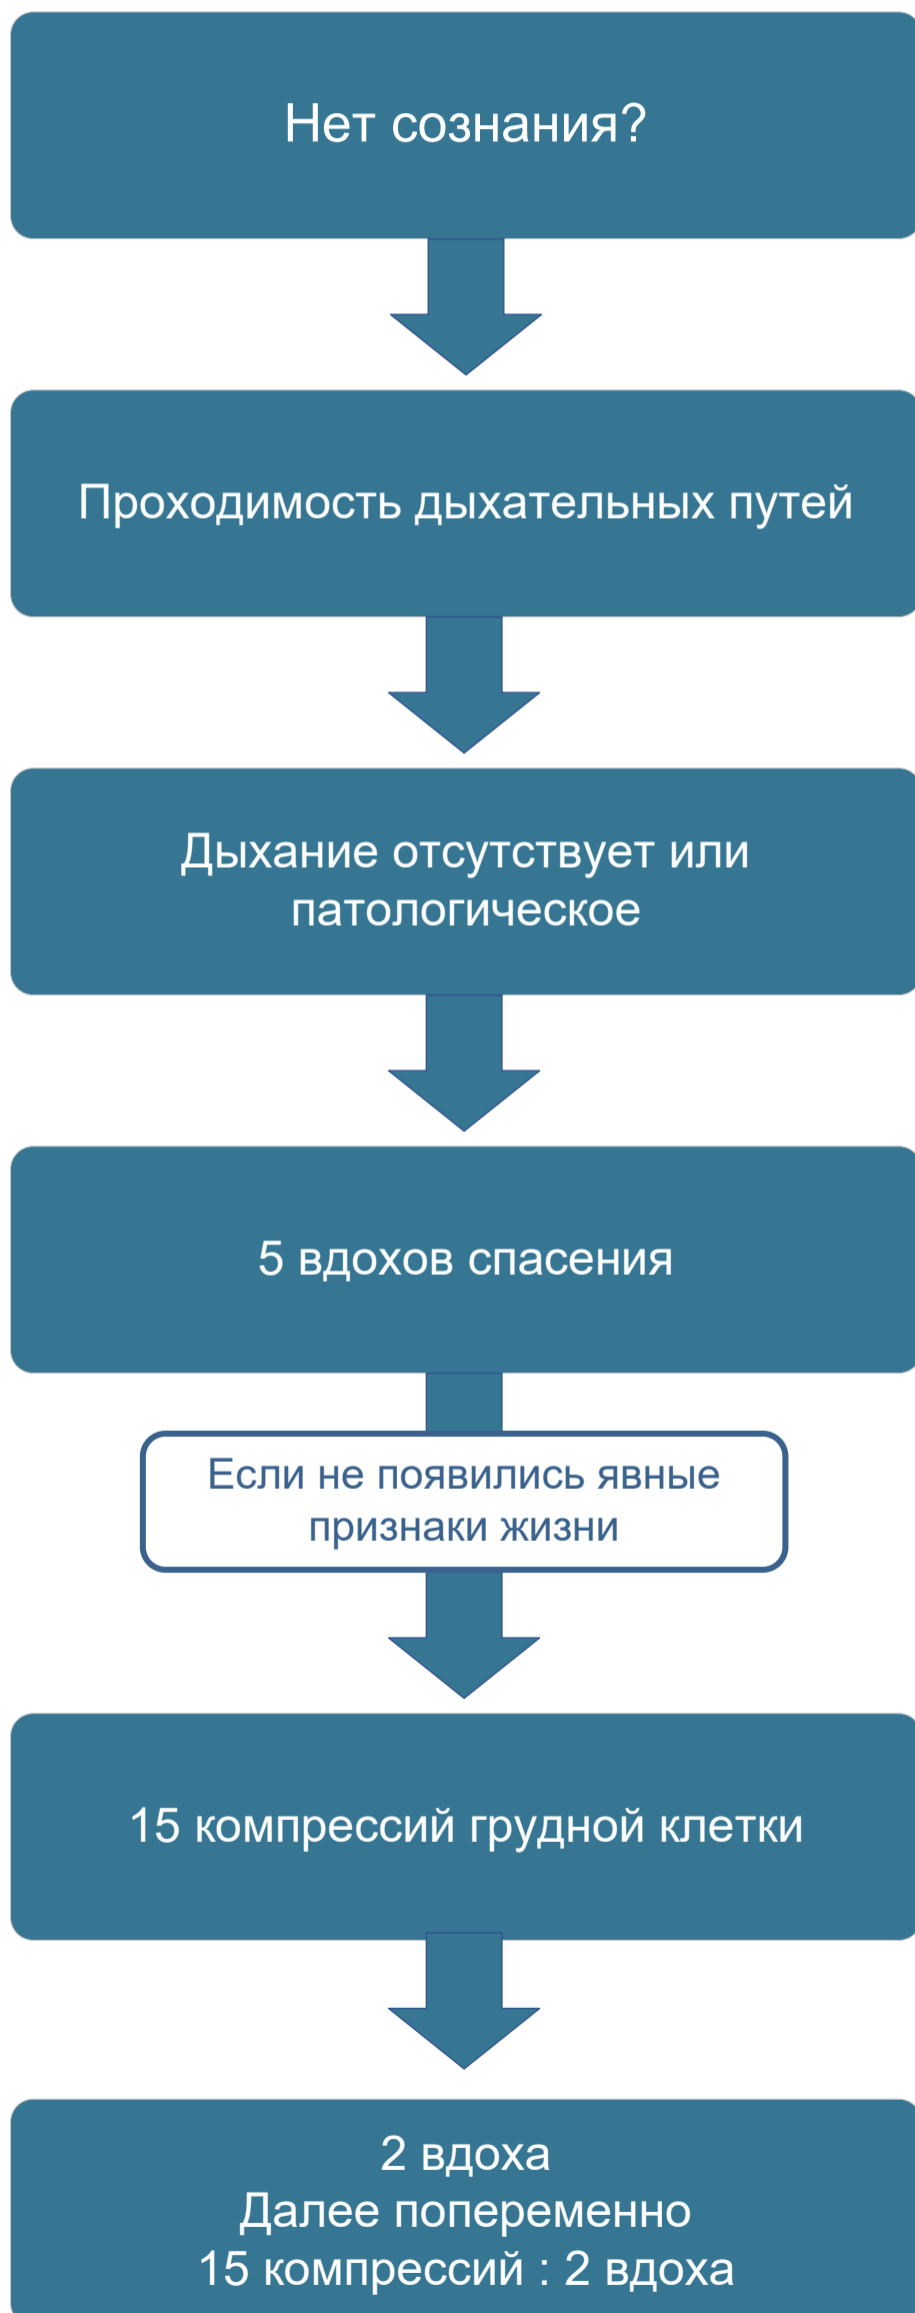 Нет сознания?
Проходимость дыхательных путей
Дыхание отсутствует или
патологическое
5 вдохов спасения
Если не появились явные
признаки жизни
15 компрессий грудной клетки
2 вдоха
Далее попеременно
15 компрессий : 2 вдоха